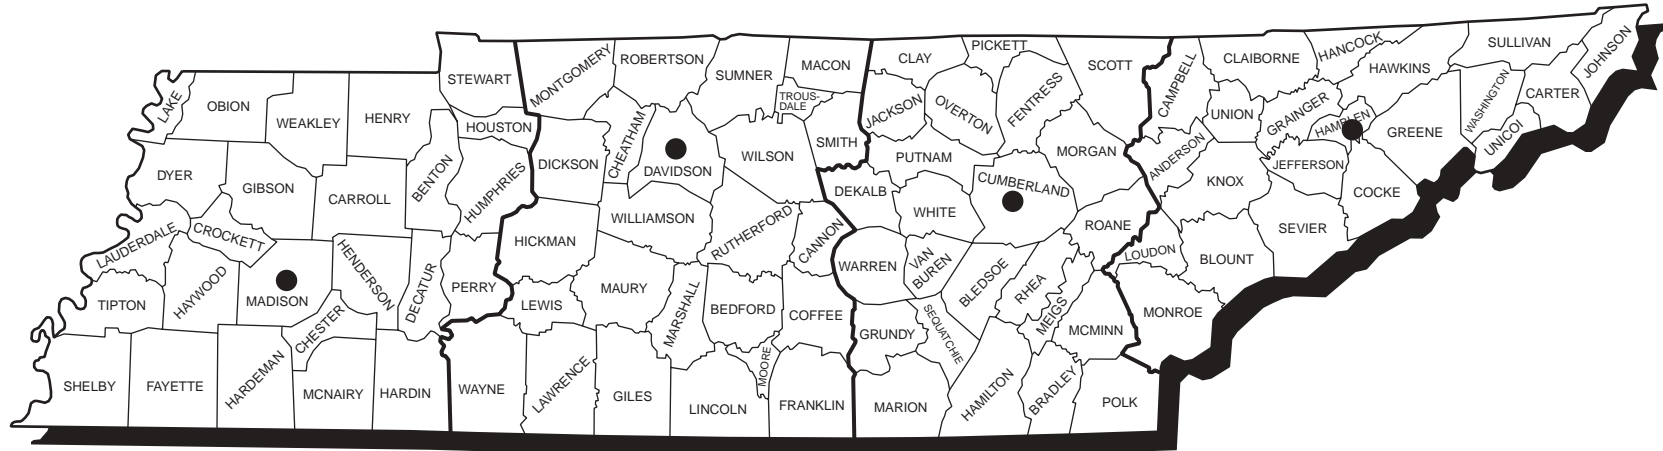 LAKE
OBION
WEAKLEY
HENRY
STEWART
MONTGOMERY
ROBERTSON
SUMNER
MACON
TROUS-
DALE
CLAY
PICKETT
SCOTT
CAMPBELL
CLAIBORNE
HANCOCK
HAWKINS
SULLIVAN
JOHNSON
CARTER
WASHINGTON
UNICOI
GREENE
HAMBLEN
GRAINGER
UNION
ANDERSON
MORGAN
FENTRESS
OVERTON
JACKSON
SMITH
WILSON
DAVIDSON
CHEATHAM
DICKSON
HOUSTON
HUMPHRIES
BENTON
CARROLL
GIBSON
DYER
LAUDERDALE
CROCKETT
HAYWOOD
MADISON
HENDERSON
DECATUR
PERRY
HICKMAN
WILLIAMSON
RUTHERFORD
CANNON
DEKALB
PUTNAM
WHITE
CUMBERLAND
ROANE
LOUDON
KNOX
JEFFERSON
COCKE
SEVIER
BLOUNT
MONROE
MCMINN
MEIGS
RHEA
BLEDSOE
VAN
BUREN
WARREN
COFFEE
BEDFORD
MARSHALL
MAURY
LEWIS
TIPTON
SHELBY
FAYETTE
HARDEMAN
CHESTER
MCNAIRY
HARDIN
WAYNE
LAWRENCE
GILES
LINCOLN
MOORE
FRANKLIN
GRUNDY
SEQUATCHIE
MARION
HAMILTON
BRADLEY
POLK